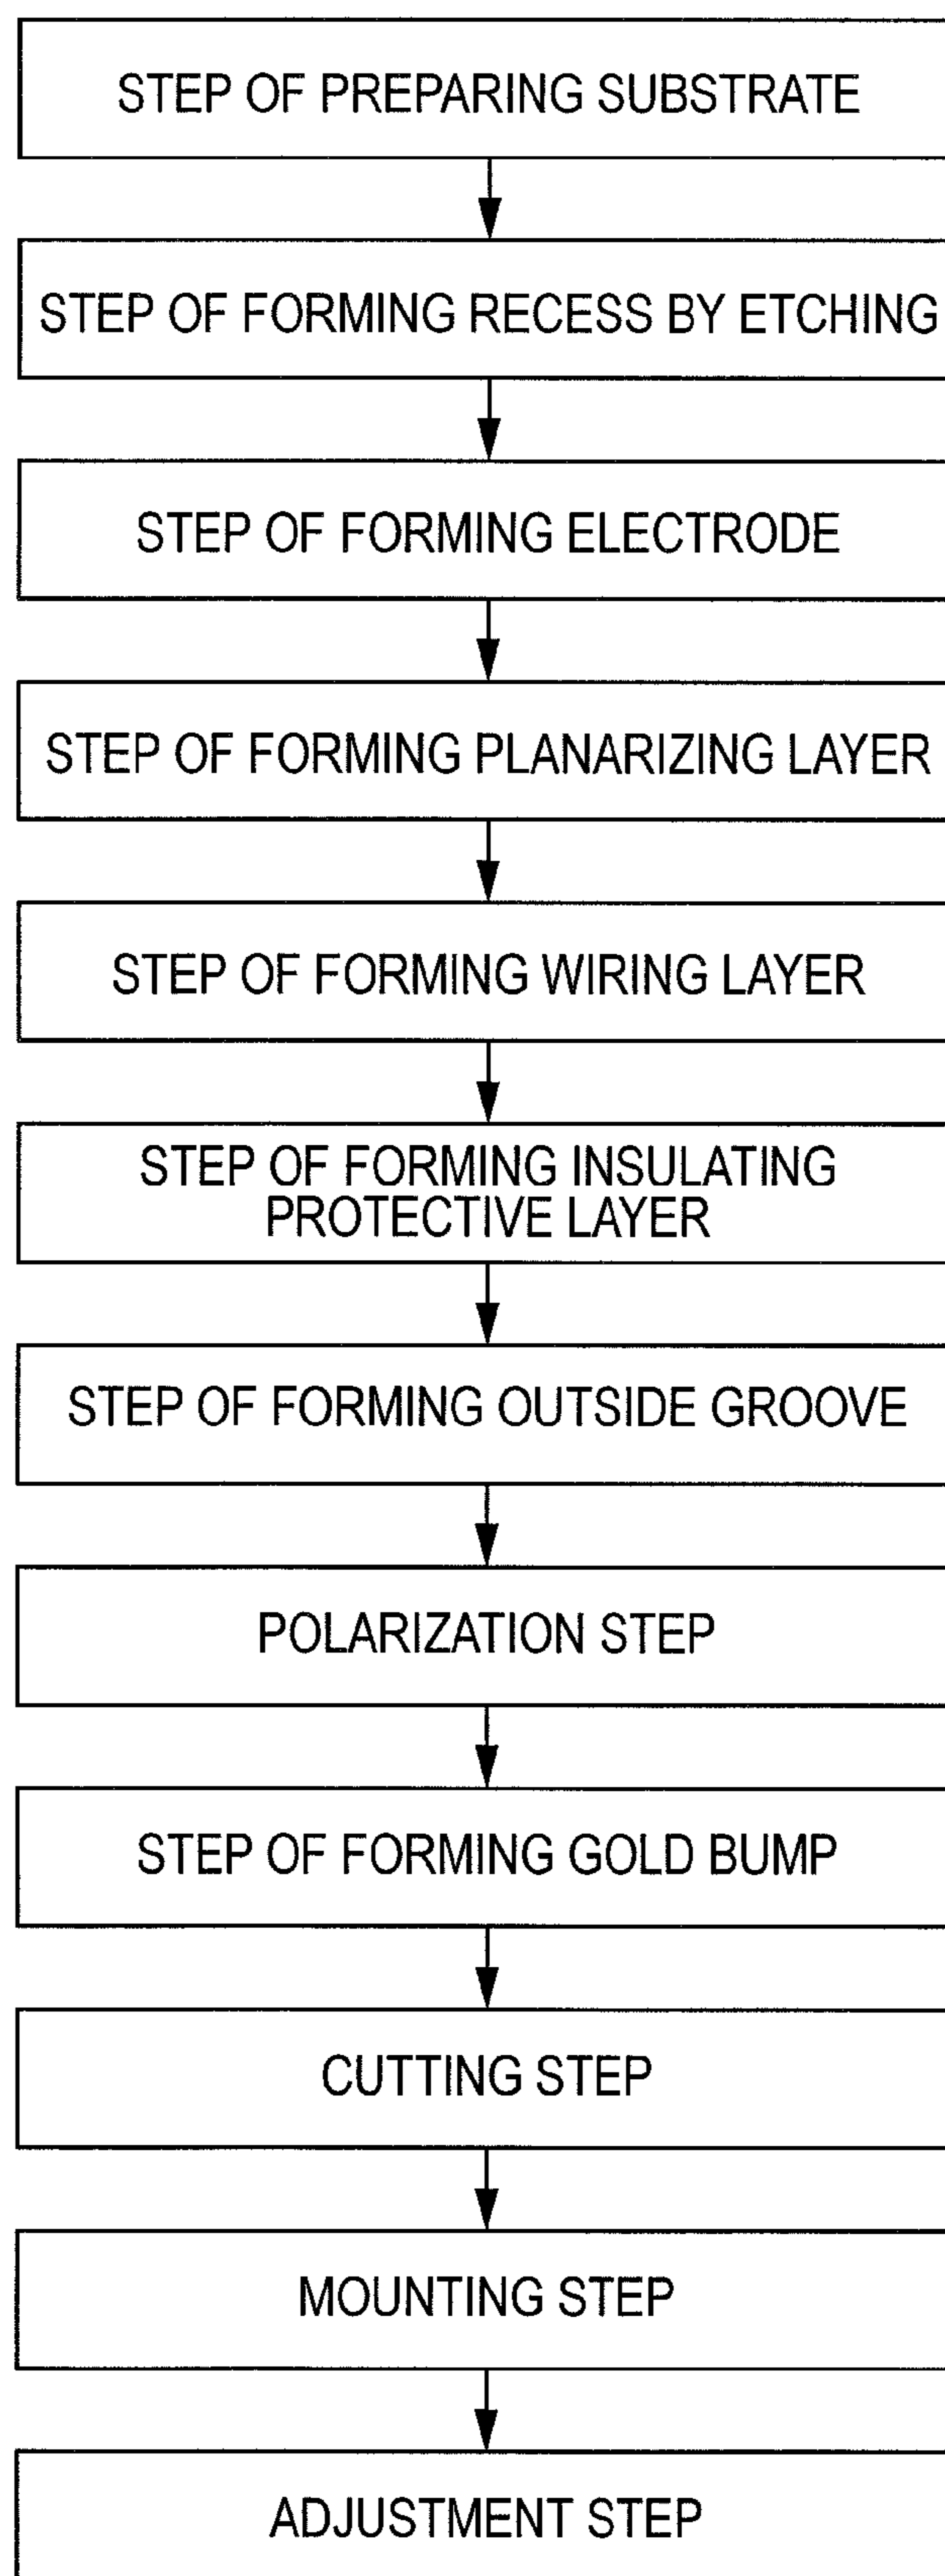 STEP OF PREPARING SUBSTRATE
STEP OF FORMING RECESS BY ETCHING
STEP OF FORMING ELECTRODE
STEP OF FORMING PLANARIZING LAYER
STEP OF FORMING WIRING LAYER
STEP OF FORMING INSULATING
PROTECTIVE LAYER
STEP OF FORMING OUTSIDE GROOVE
POLARIZATION STEP
STEP OF FORMING GOLD BUMP
CUTTING STEP
MOUNTING STEP
ADJUSTMENT STEP